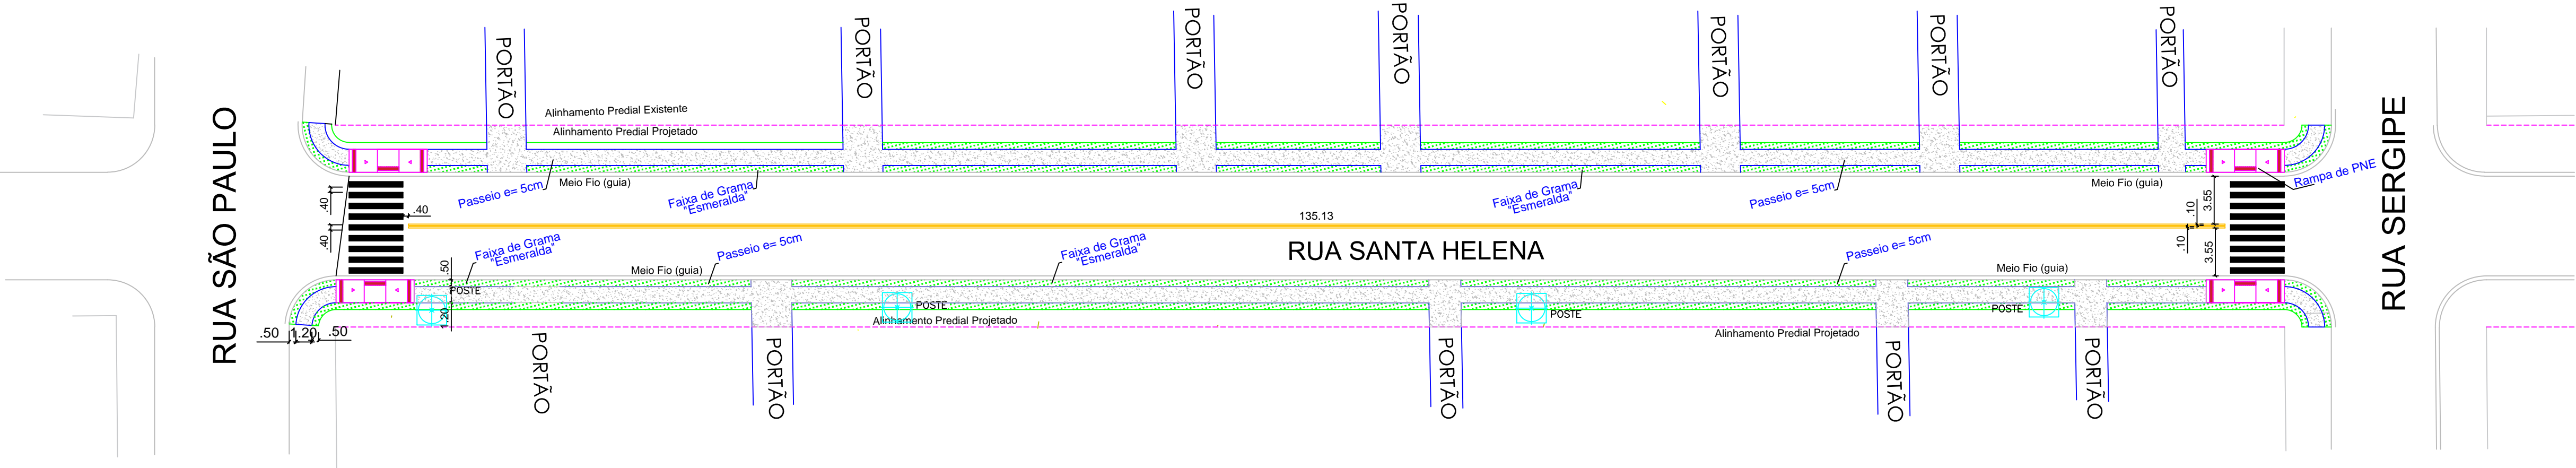 PORTÃO
PORTÃO
PORTÃO
PORTÃO
PORTÃO
PORTÃO
PORTÃO
RUA SÃO PAULO
Alinhamento Predial Existente
Alinhamento Predial Projetado
RUA SERGIPE
Passeio e= 5cm
Meio Fio (guia)
Faixa de Grama
"Esmeralda"
Faixa de Grama
"Esmeralda"
Passeio e= 5cm
Meio Fio (guia)
Rampa de PNE
.40
.40
.40
135.13
.10
3.55
.10
3.55
RUA SANTA HELENA
Faixa de Grama
"Esmeralda"
.50
Meio Fio (guia)
Passeio e= 5cm
Faixa de Grama
"Esmeralda"
Passeio e= 5cm
Meio Fio (guia)
POSTE
1.20
POSTE
POSTE
POSTE
Alinhamento Predial Projetado
Alinhamento Predial Projetado
.50
1.20
.50
PORTÃO
PORTÃO
PORTÃO
PORTÃO
PORTÃO